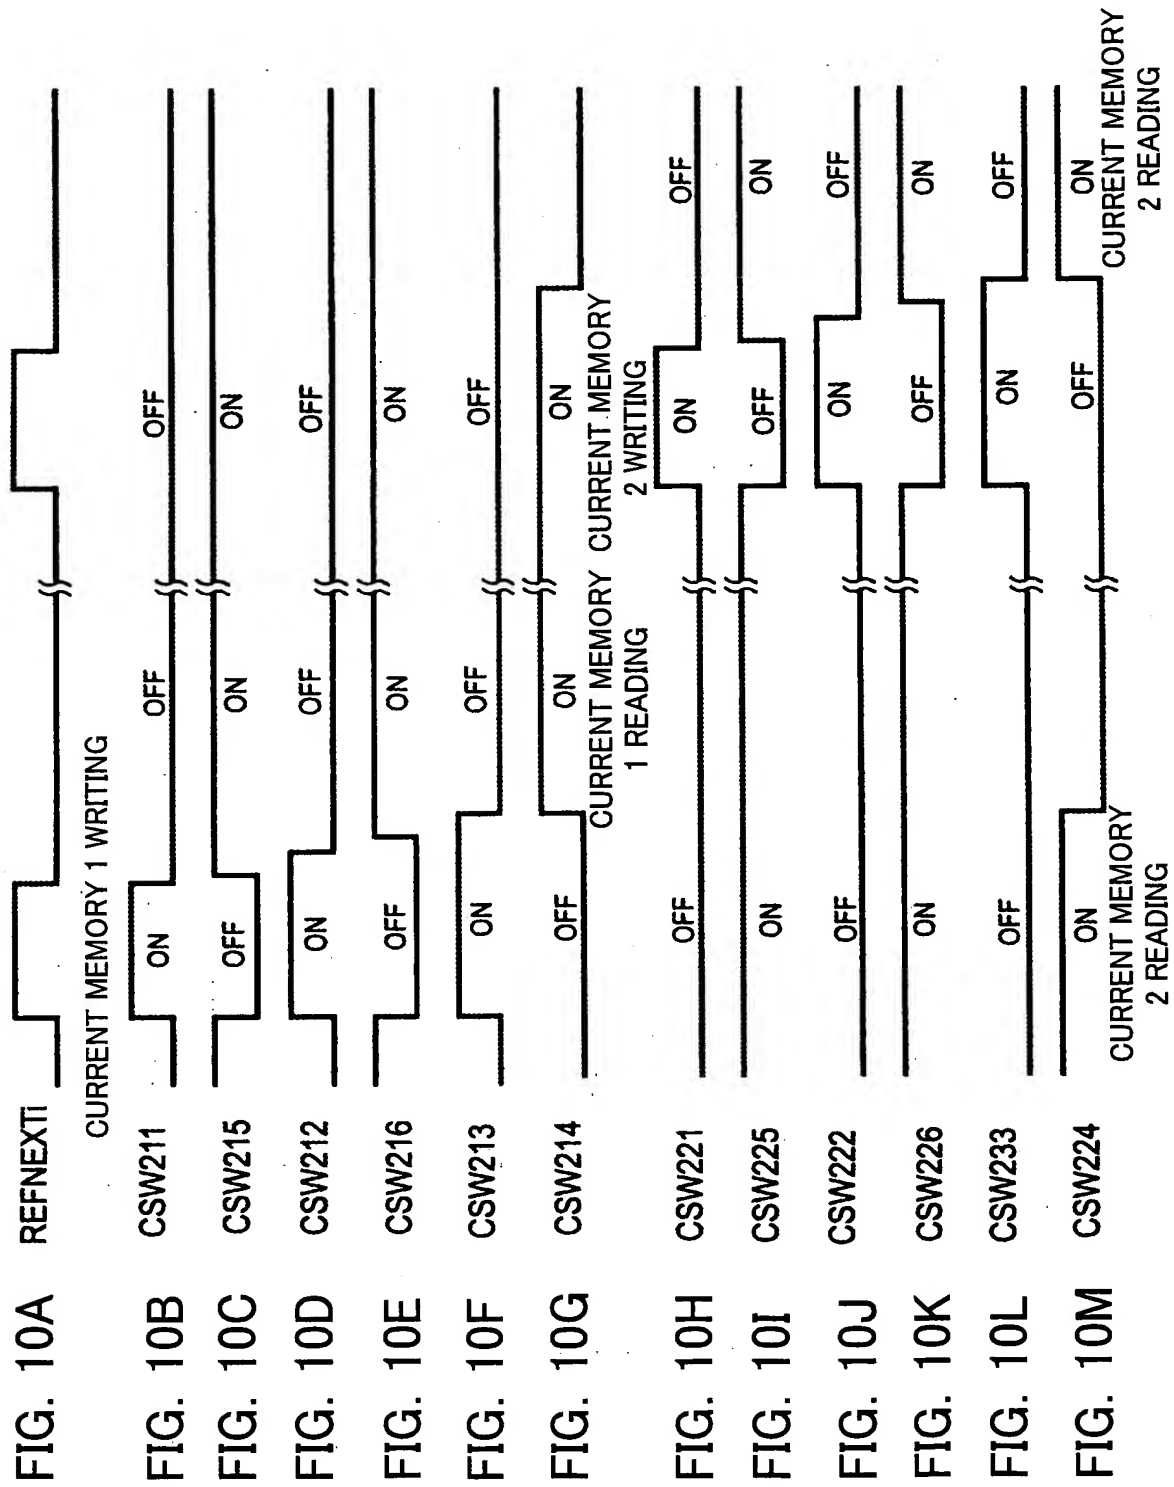 FIG. 10A REFNEXTi
CURRENT MEMORY 1 WRITING
FIG. 10B CSW211 ON OFF OFF
FIG. 10C CSW215 OFF ON ON
FIG. 10D CSW212 ON OFF OFF
FIG. 10E CSW216 OFF ON ON
FIG. 10F CSW213 ON OFF OFF
FIG. 10G CSW214 OFF ON ON
CURRENT MEMORY
1 READING
CURRENT MEMORY
2 WRITING
FIG. 10H CSW221 OFF ON OFF
FIG. 10I CSW225 ON OFF ON
FIG. 10J CSW222 OFF ON OFF
FIG. 10K CSW226 ON OFF ON
FIG. 10L CSW233 OFF ON OFF
FIG. 10M CSW224 ON OFF ON
CURRENT MEMORY
2 READING
CURRENT MEMORY
2 READING